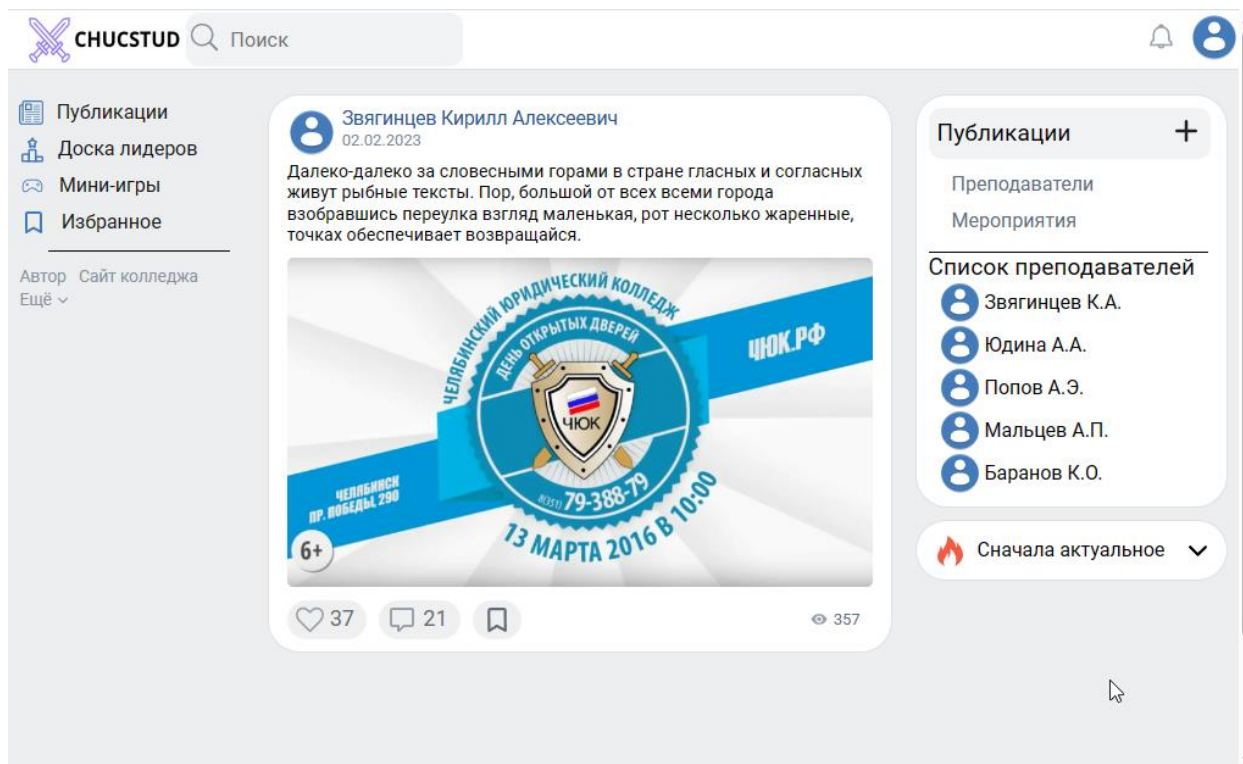 CHUCSTUD
Поиск
Публикации
Доска лидеров
Мини-игры
Избранное
Автор Сайт колледжа
Ещё
Звягинцев Кирилл Алексеевич
02.02.2023
Далеко-далеко за словесными горами в стране гласных и согласных
живут рыбные тексты. Пор, большой от всех всеми города
взобравшись переулка взгляд маленькая, рот несколько жаренные,
точках обеспечивает возвращайся.
ЧЕЛЯБИНСКИЙ ЮРИДИЧЕСКИЙ КОЛЛЕДЖ
ДЕНЬ ОТКРЫТЫХ ДВЕРЕЙ
ЦЮК.РФ
ЧЮК
ЧЕЛЯБИНСК
ПР. ПОБЕДЫ, 290
8(351) 79-388-79
13 МАРТА 2016 В 10:00
6+
37
21
357
Публикации
Преподаватели
Мероприятия
Список преподавателей
Звягинцев К.А.
Юдина А.А.
Попов А.Э.
Мальцев А.П.
Баранов К.О.
Сначала актуальное